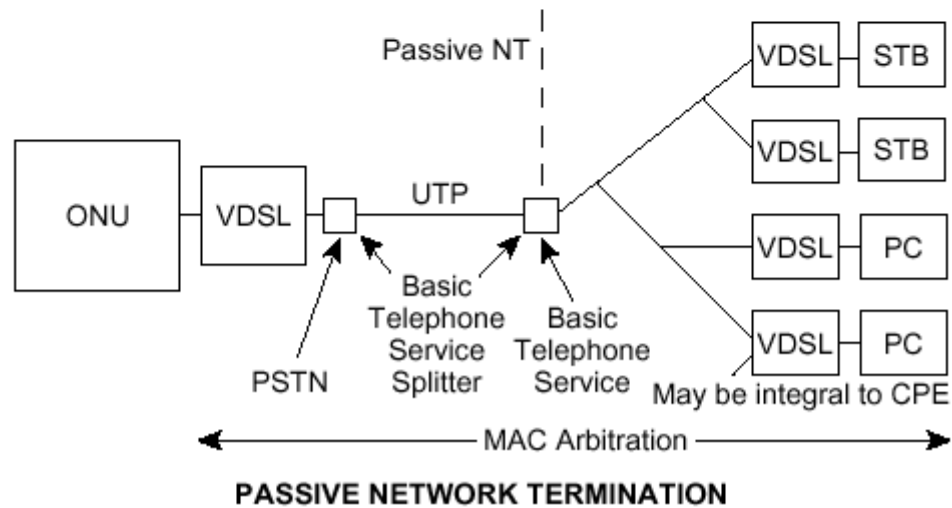 Passive NT
VDSL
STB
VDSL
STB
ONU
VDSL
UTP
VDSL
PC
VDSL
PC
PSTN
Basic
Telephone
Service
Splitter
Basic
Telephone
Service
May be integral to CPE
MAC Arbitration
PASSIVE NETWORK TERMINATION